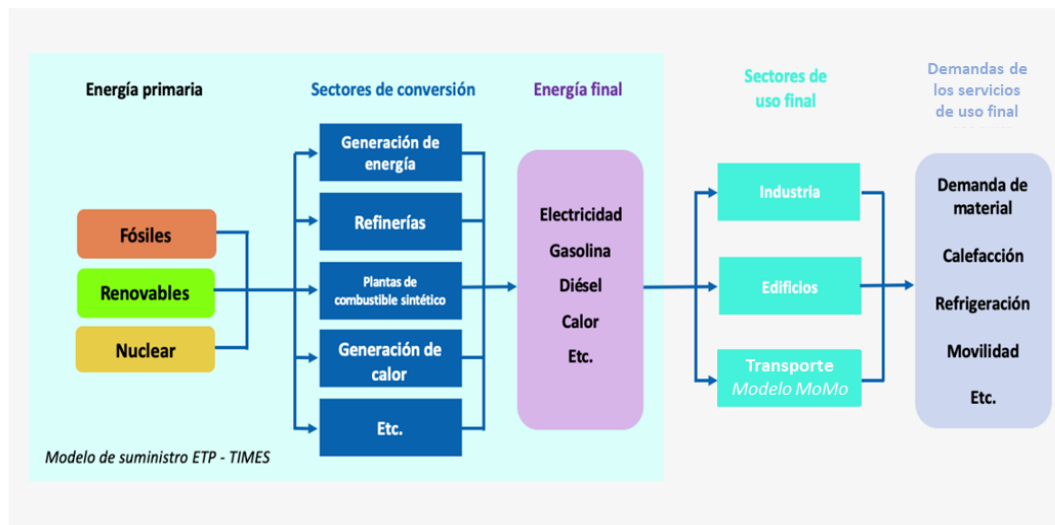 Energía primaria
Fósiles
Renovables
Nuclear
Modelo de suministro ETP - TIMES
Sectores de conversión
Generación de
energía
Refinerías
Plantas de
combustible sintético
Generación de
calor
Etc.
Energía final
Electricidad
Gasolina
Diésel
Calor
Etc.
Sectores de
uso final
Industria
Edificios
Transporte
Modelo MoMo
Demandas de
los servicios
de uso final
Demanda de
material
Calefacción
Refrigeración
Movilidad
Etc.